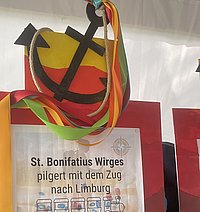 St. Bonifatius Wirges
pilgert mit dem Zug
nach Limburg